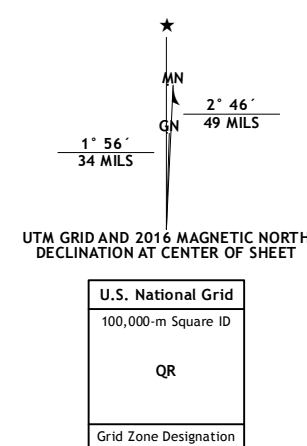 ★
MN
2° 46´
49 MILS
GN
1° 56´
34 MILS
UTM GRID AND 2016 MAGNETIC NORTH
DECLINATION AT CENTER OF SHEET
U.S. National Grid
100,000-m Square ID
QR
Grid Zone Designation